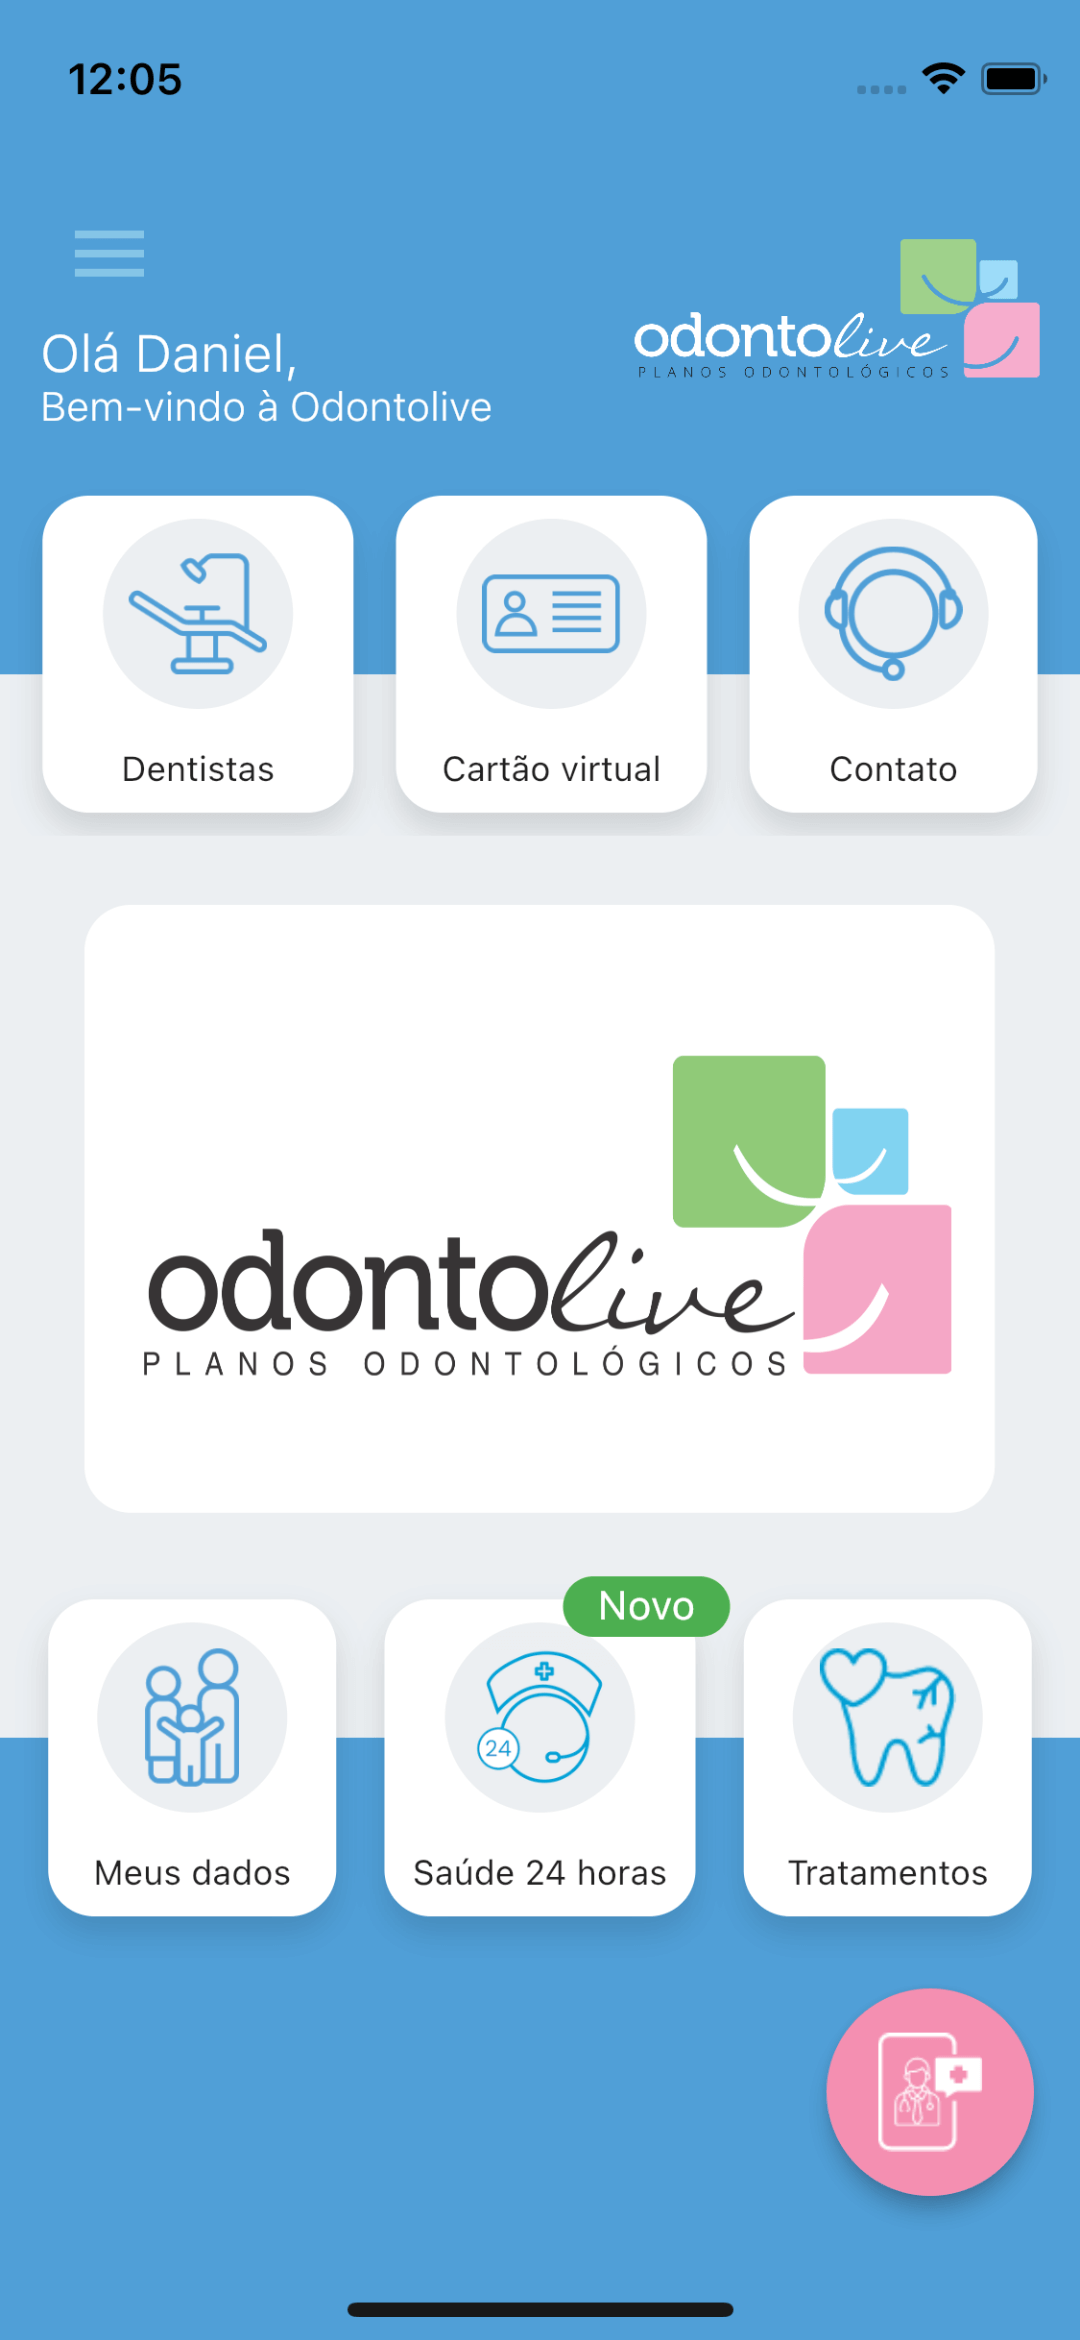 12:05
Olá Daniel,
Bem-vindo à Odontolive
odontolive
PLANOS ODONTOLÓGICOS
Dentistas
Cartão virtual
Contato
odontolive
PLANOS ODONTOLÓGICOS
Novo
24
Meus dados
Saúde 24 horas
Tratamentos